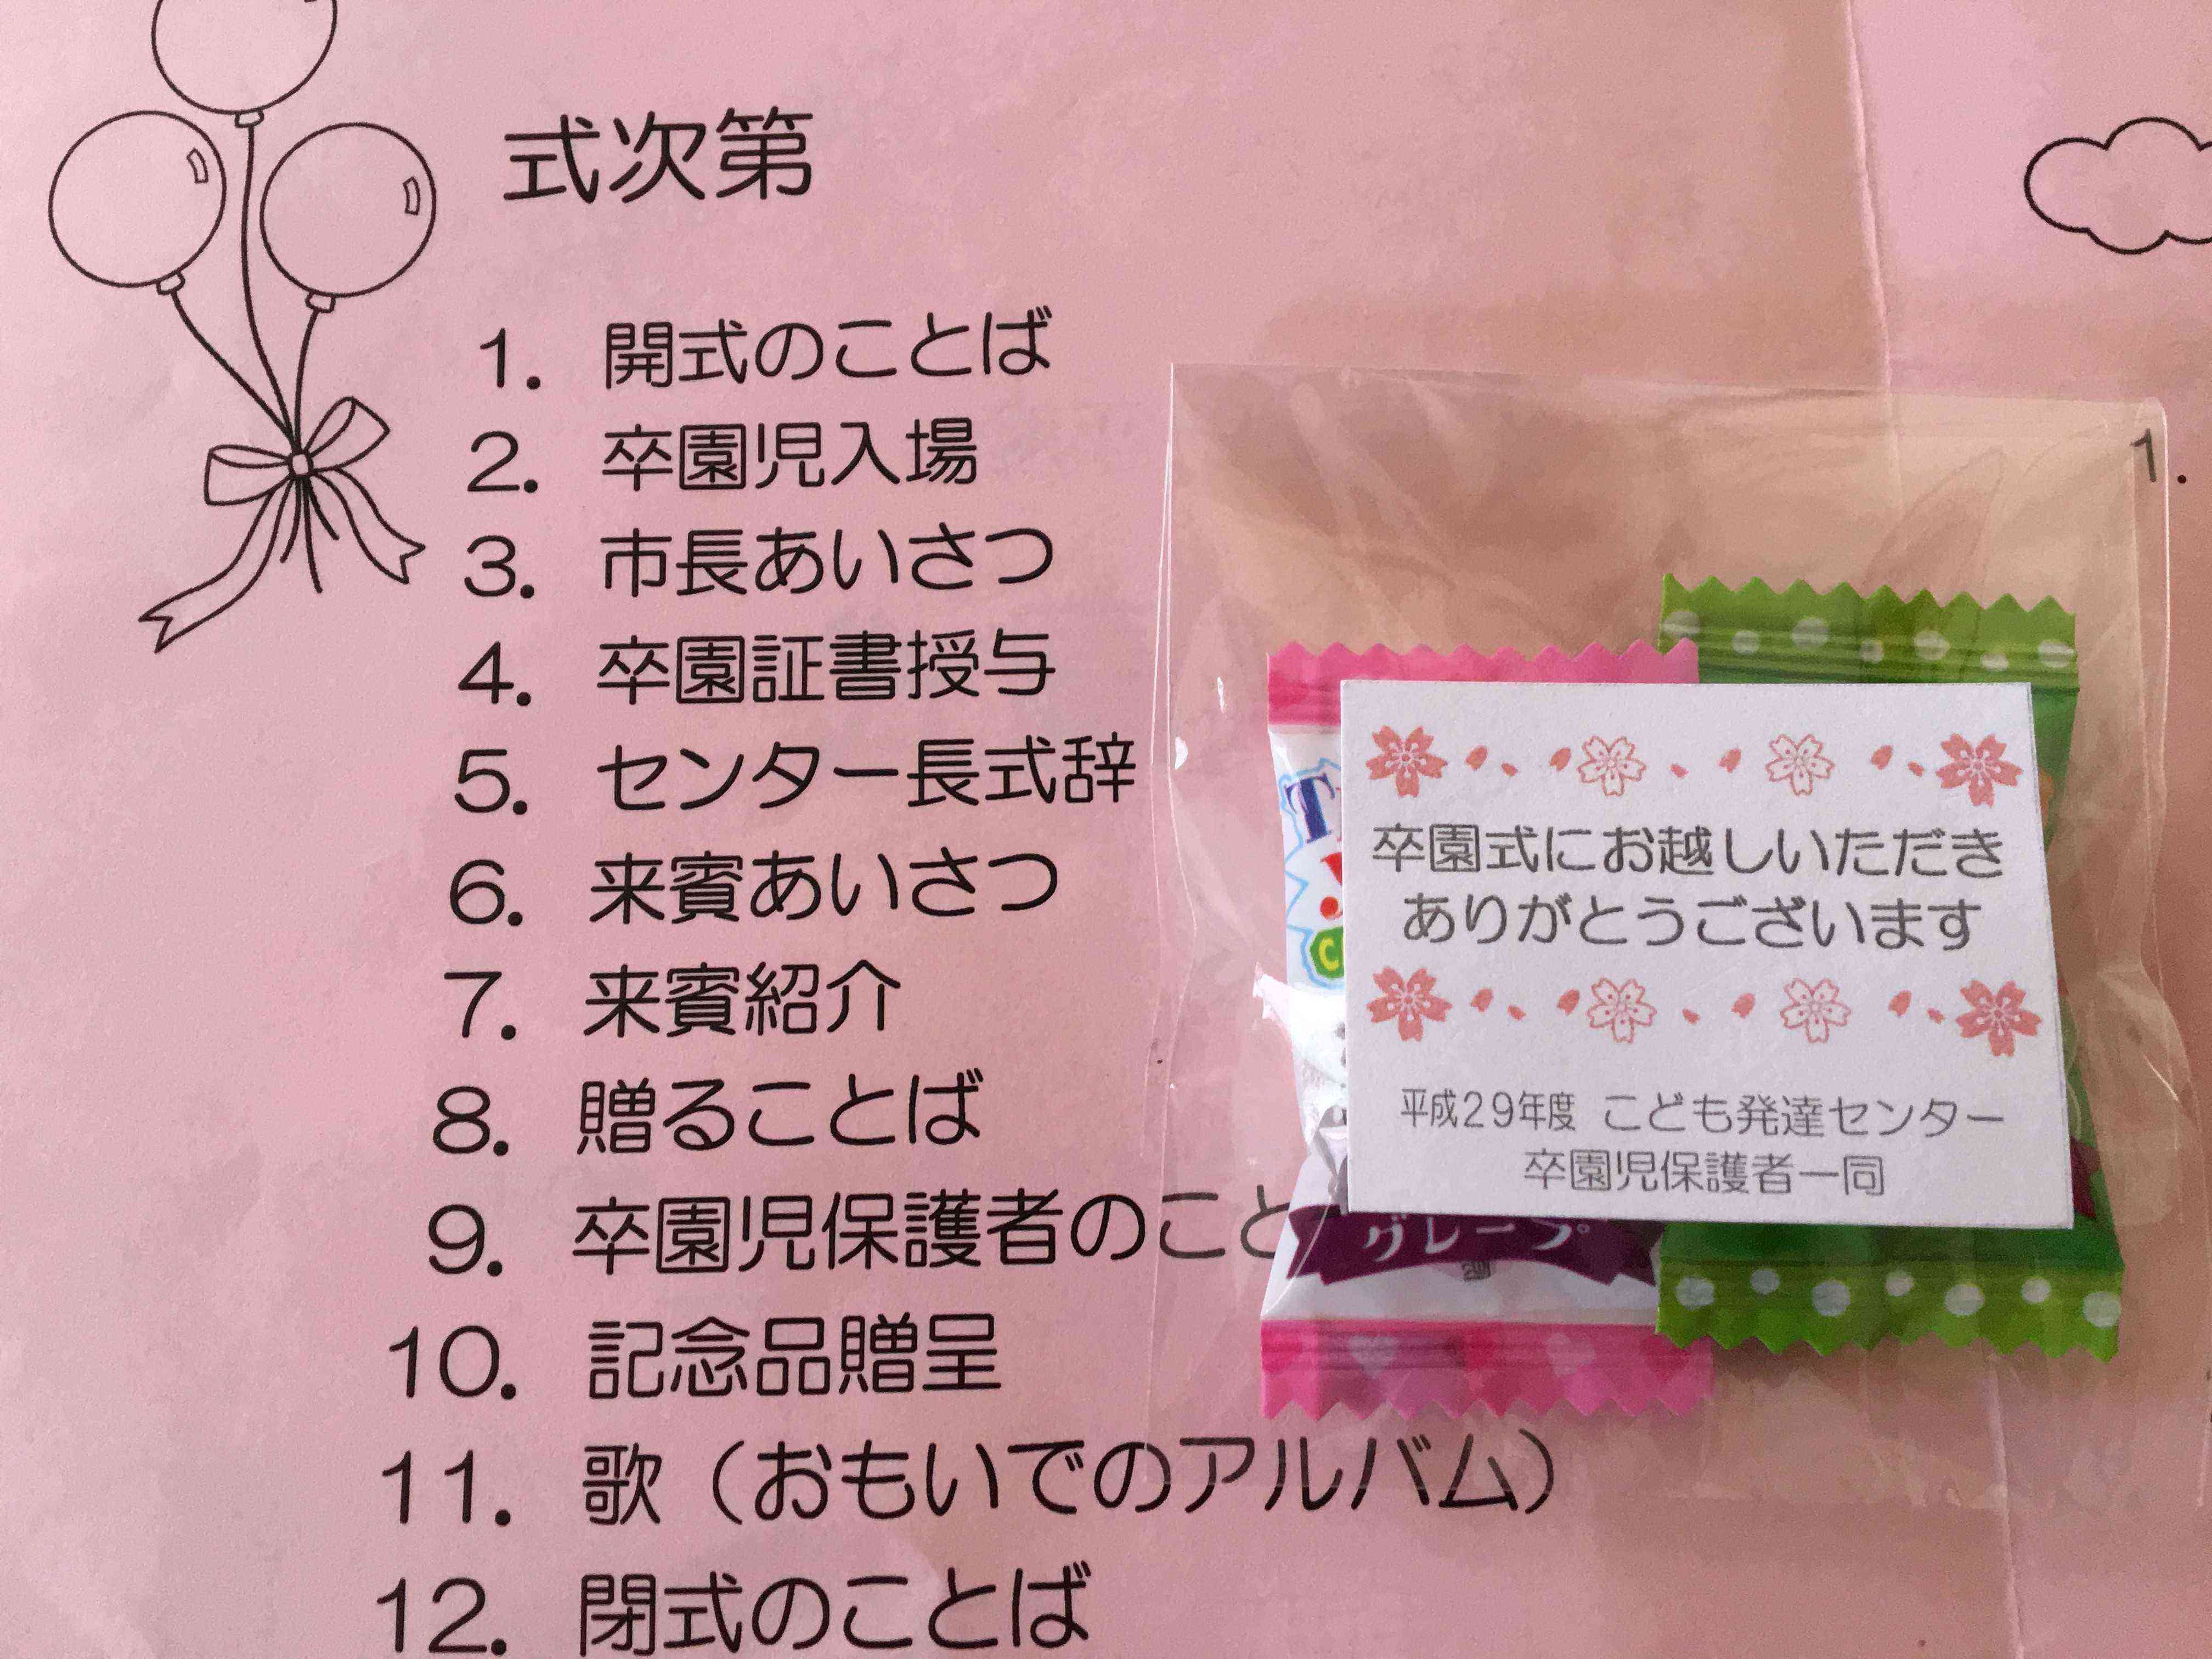 式次第
1. 開式のことば
2. 卒園児入場
3. 市長あいさつ
4. 卒園証書授与
5. センター長式辞
6. 来賓あいさつ
7. 来賓紹介
8. 贈ることば
9. 卒園児保護者のこと
10. 記念品贈呈
11. 歌（おもいでのアルバム）
12. 閉式のことば
1.
卒園式にお越しいただき
ありがとうございます
平成29年度 こども発達センター
卒園児保護者一同
グレープ